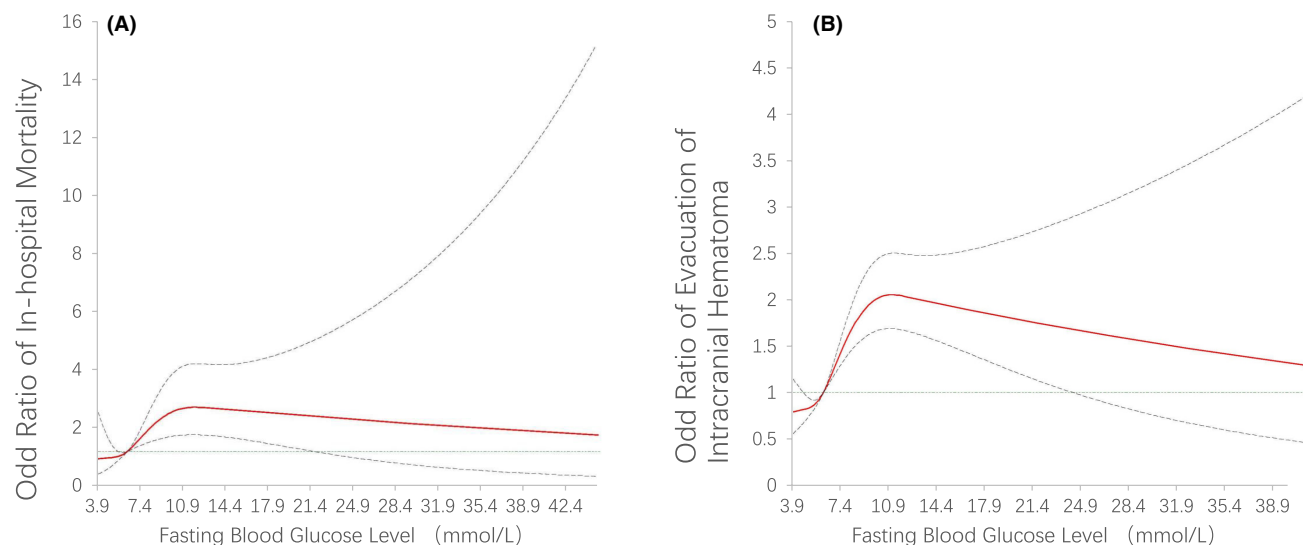 (A)
Odd Ratio of In-hospital Mortality
16
14
12
10
8
6
4
2
0
3.9 7.4 10.9 14.4 17.9 21.4 24.9 28.4 31.9 35.4 38.9 42.4
Fasting Blood Glucose Level (mmol/L)
(B)
Odd Ratio of Evacuation of
Intracranial Hematoma
5
4.5
4
3.5
3
2.5
2
1.5
1
0.5
0
3.9 7.4 10.9 14.4 17.9 21.4 24.9 28.4 31.9 35.4 38.9
Fasting Blood Glucose Level (mmol/L)